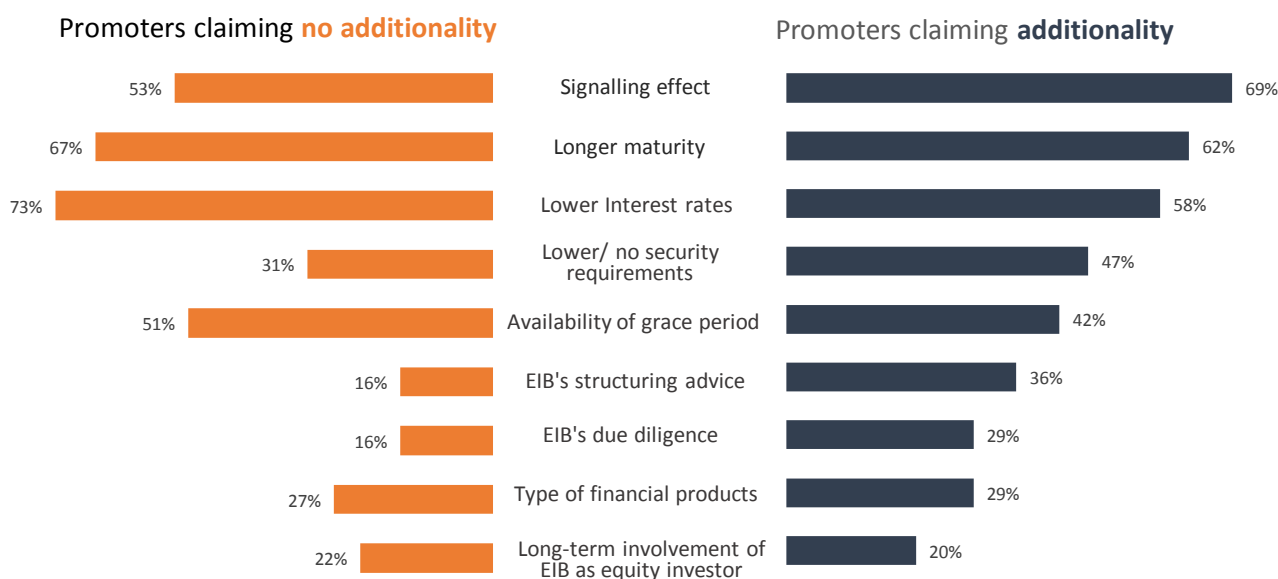 Promoters claiming no additionality
Promoters claiming additionality
53%
Signalling effect
69%
67%
Longer maturity
62%
73%
Lower Interest rates
58%
31%
Lower/ no security
requirements
47%
51%
Availability of grace period
42%
16%
EIB's structuring advice
36%
16%
EIB's due diligence
29%
27%
Type of financial products
29%
22%
Long-term involvement of
EIB as equity investor
20%